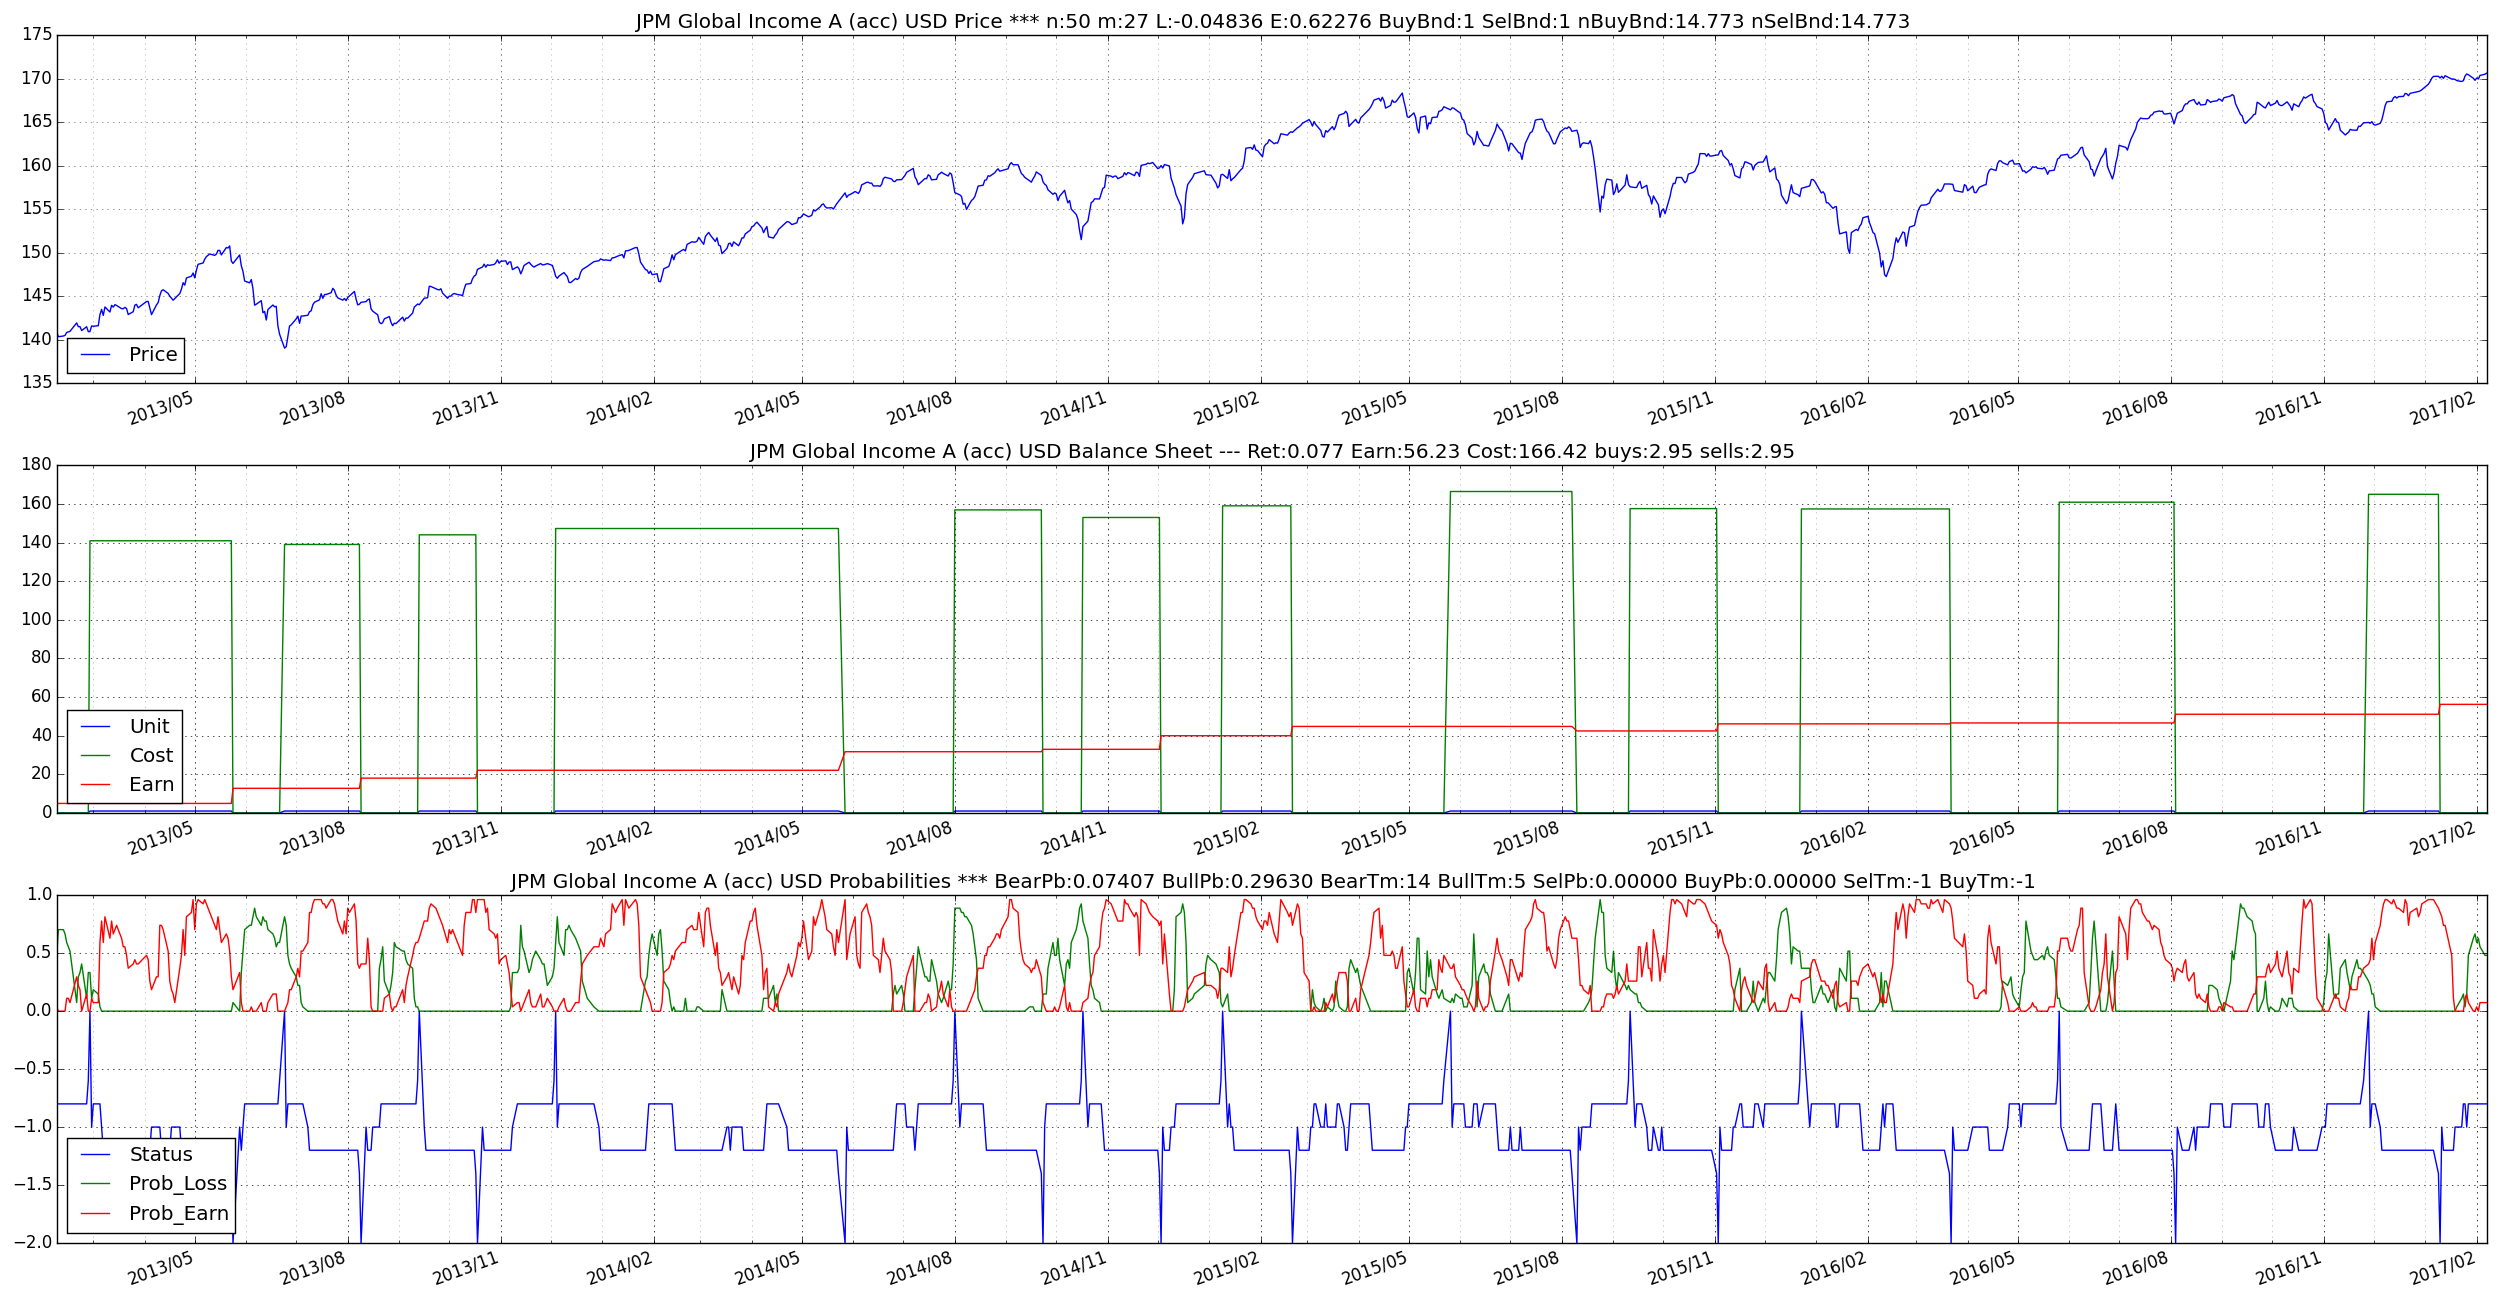 JPM Global Income A (acc) USD Price *** n:50 m:27 L:-0.04836 E:0.62276 BuyBnd:1 SelBnd:1 nBuyBnd:14.773 nSelBnd:14.773
175
170
165
160
155
150
145
140
135
Price
2013/05 2013/08 2013/11 2014/02 2014/05 2014/08 2014/11 2015/02 2015/05 2015/08 2015/11 2016/02 2016/05 2016/08 2016/11 2017/02
JPM Global Income A (acc) USD Balance Sheet --- Ret:0.077 Earn:56.23 Cost:166.42 buys:2.95 sells:2.95
180
160
140
120
100
80
60
40
20
0
Unit
Cost
Earn
2013/05 2013/08 2013/11 2014/02 2014/05 2014/08 2014/11 2015/02 2015/05 2015/08 2015/11 2016/02 2016/05 2016/08 2016/11 2017/02
JPM Global Income A (acc) USD Probabilities *** BearPb:0.07407 BullPb:0.29630 BearTm:14 BullTm:5 SelPb:0.00000 BuyPb:0.00000 SelTm:-1 BuyTm:-1
1.0
0.5
0.0
−0.5
−1.0
−1.5
−2.0
Status
Prob_Loss
Prob_Earn
2013/05 2013/08 2013/11 2014/02 2014/05 2014/08 2014/11 2015/02 2015/05 2015/08 2015/11 2016/02 2016/05 2016/08 2016/11 2017/02